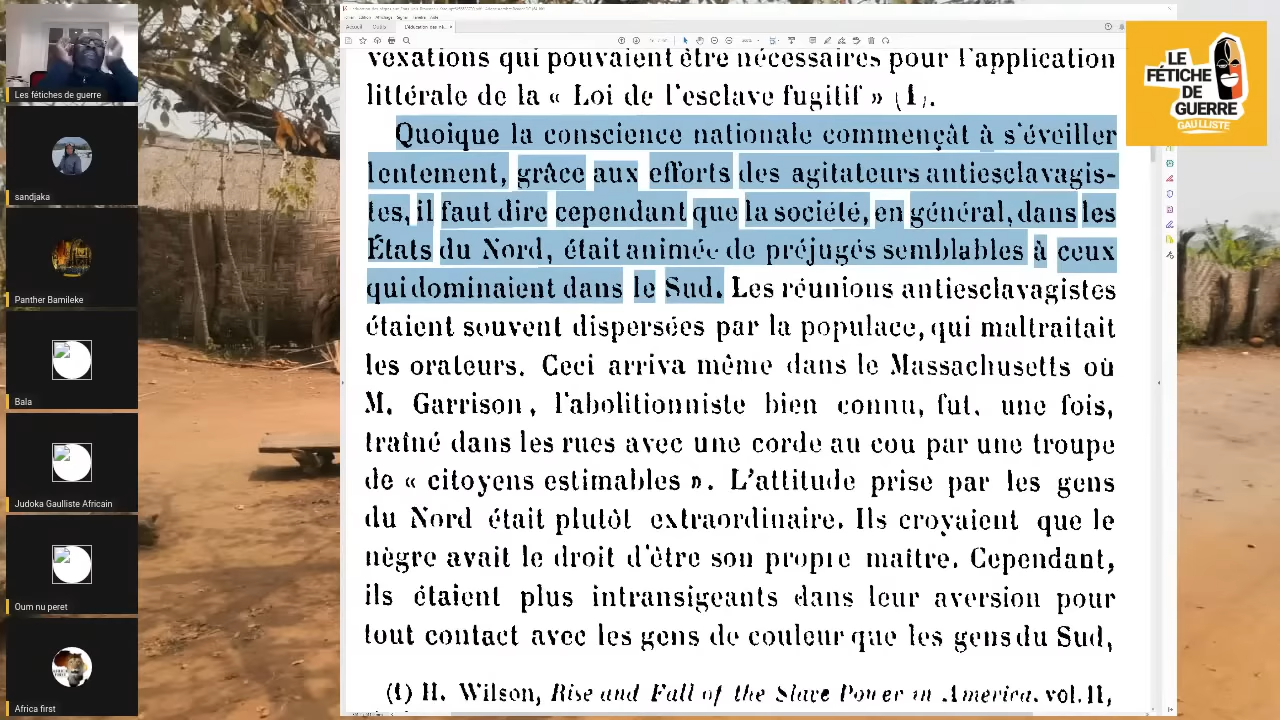 Les fétiches de guerre
sandjaka
Panther Bamileke
Bala
Judoka Gaulliste Africain
Oum nu peret
Africa first
Accueil Outils
vexations qui pouvaient être nécessaires pour l'application
littérale de la « Loi de l'esclave fugitif » (1).
Quoique la conscience nationale commençât à s'éveiller
lentement, grâce aux efforts des agitateurs antiesclavagis-
tes, il faut dire cependant que la société, en général, dans les
États du Nord, était animée de préjugés semblables à ceux
qui dominaient dans le Sud. Les réunions antiesclavagistes
étaient souvent dispersées par la populace, qui maltraitait
les orateurs. Ceci arriva même dans le Massachusetts où
M. Garrison, l'abolitionniste bien connu, fut, une fois,
traîné dans les rues avec une corde au cou par une troupe
de « citoyens estimables ». L'attitude prise par les gens
du Nord était plutôt extraordinaire. Ils croyaient que le
nègre avait le droit d'être son propre maître. Cependant,
ils étaient plus intransigeants dans leur aversion pour
tout contact avec les gens de couleur que les gens du Sud,
(1) H. Wilson, Rise and Fall of the Slave Power in America. vol. II,
LE
FÉTICHE
DE
GUERRE
GAULLISTE